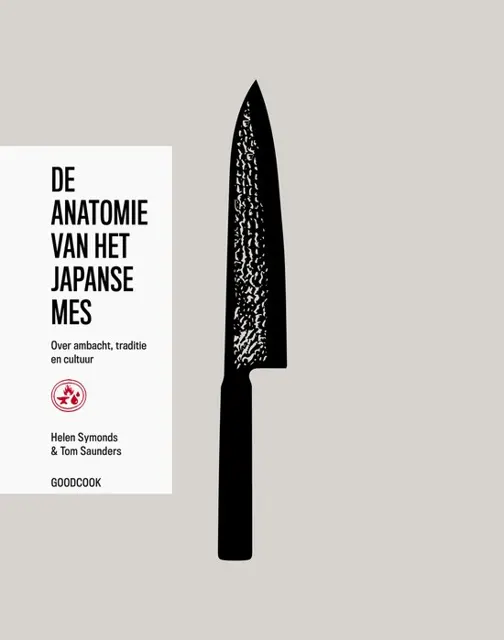 DE
ANATOMIE
VAN HET
JAPANSE
MES
Over ambacht, traditie
en cultuur
Helen Symonds
& Tom Saunders
GOODCOOK